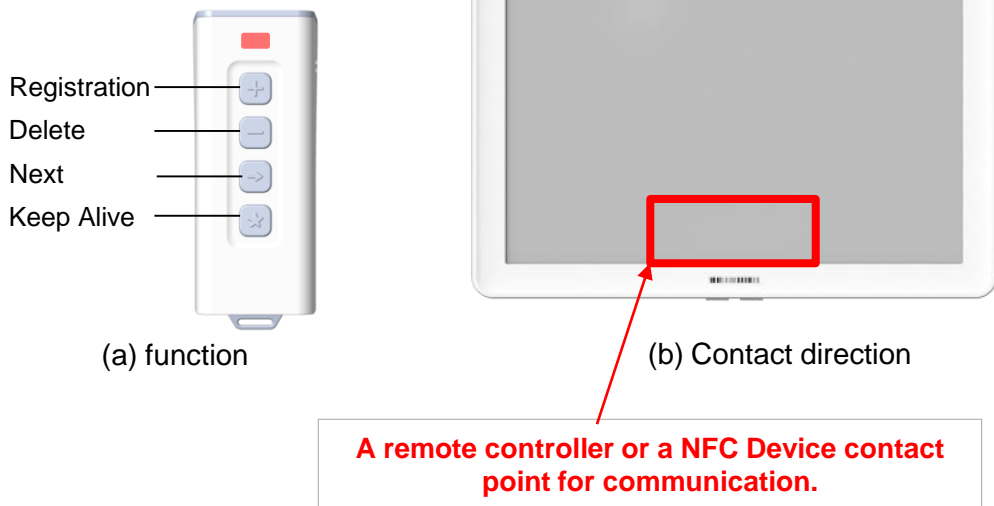 Registration
Delete
Next
Keep Alive
(a) function
(b) Contact direction
A remote controller or a NFC Device contact
point for communication.